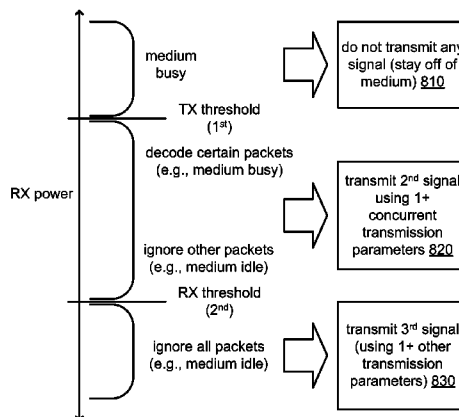 medium
busy
do not transmit any
signal (stay off of
medium) 810
TX threshold
(1st)
decode certain packets
(e.g., medium busy)
RX power
transmit 2nd signal
using 1+
concurrent
transmission
parameters 820
ignore other packets
(e.g., medium idle)
RX threshold
(2nd)
ignore all packets
(e.g., medium idle)
transmit 3rd signal
(using 1+ other
transmission
parameters) 830